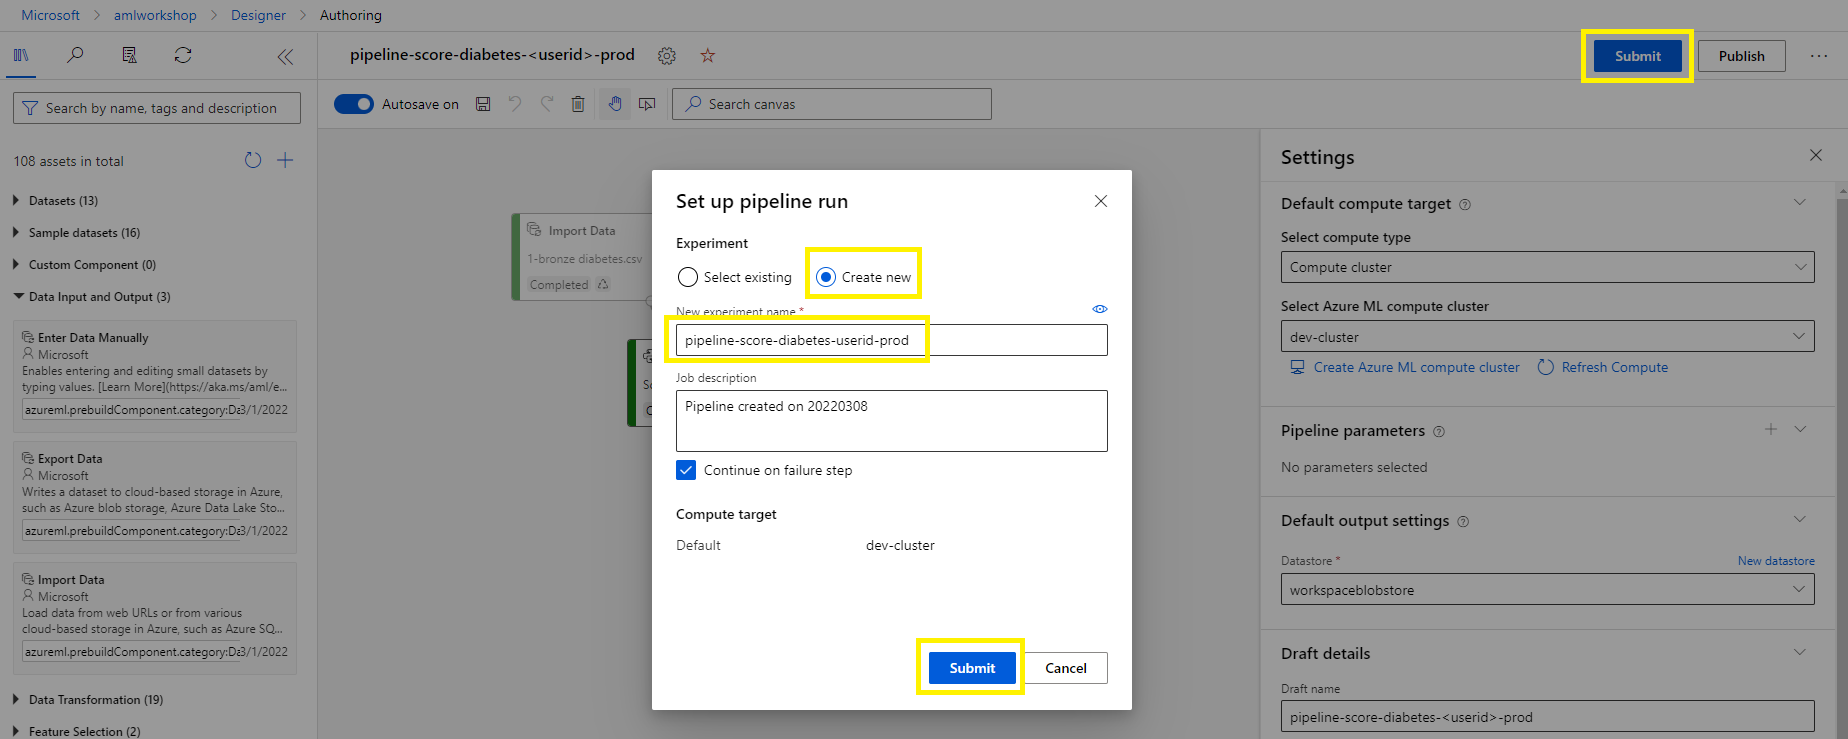 Microsoft > amlworkshop > Designer > Authoring
pipeline-score-diabetes-<userid>-prod
Submit
Publish
Search by name, tags and description
Autosave on
Search canvas
108 assets in total
Datasets (13)
Sample datasets (16)
Custom Component (0)
Data Input and Output (3)
Enter Data Manually
Microsoft
Enables entering and editing small datasets by
typing values. [Learn More](https://aka.ms/aml/e...
azureml.prebuildComponent.category:Da3/1/2022
Export Data
Microsoft
Writes a dataset to cloud-based storage in Azure,
such as Azure blob storage, Azure Data Lake Sto...
azureml.prebuildComponent.category:Da3/1/2022
Import Data
Microsoft
Load data from web URLs or from various
cloud-based storage in Azure, such as Azure SQ...
azureml.prebuildComponent.category:Da3/1/2022
Data Transformation (19)
Feature Selection (2)
Import Data
1-bronze diabetes.csv
Completed
Set up pipeline run
Experiment
Select existing
Create new
New experiment name *
pipeline-score-diabetes-userid-prod
Job description
Pipeline created on 20220308
Continue on failure step
Compute target
Default dev-cluster
Submit
Cancel
Settings
Default compute target
Select compute type
Compute cluster
Select Azure ML compute cluster
dev-cluster
Create Azure ML compute cluster
Refresh Compute
Pipeline parameters
No parameters selected
Default output settings
Datastore *
New datastore
workspaceblobstore
Draft details
Draft name
pipeline-score-diabetes-<userid>-prod